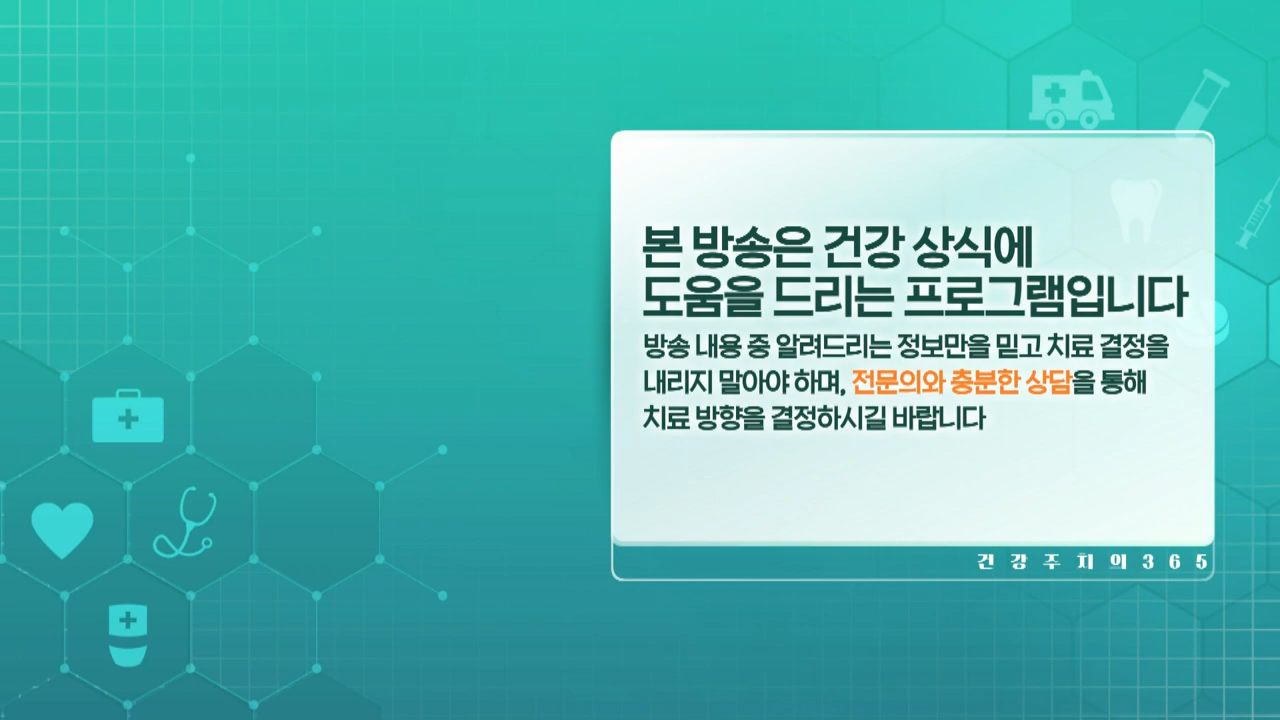 본 방송은 건강 상식에
도움을 드리는 프로그램입니다
방송 내용 중 알려드리는 정보만을 믿고 치료 결정을
내리지 말아야 하며, 전문의와 충분한 상담을 통해
치료 방향을 결정하시길 바랍니다
건강주치의365